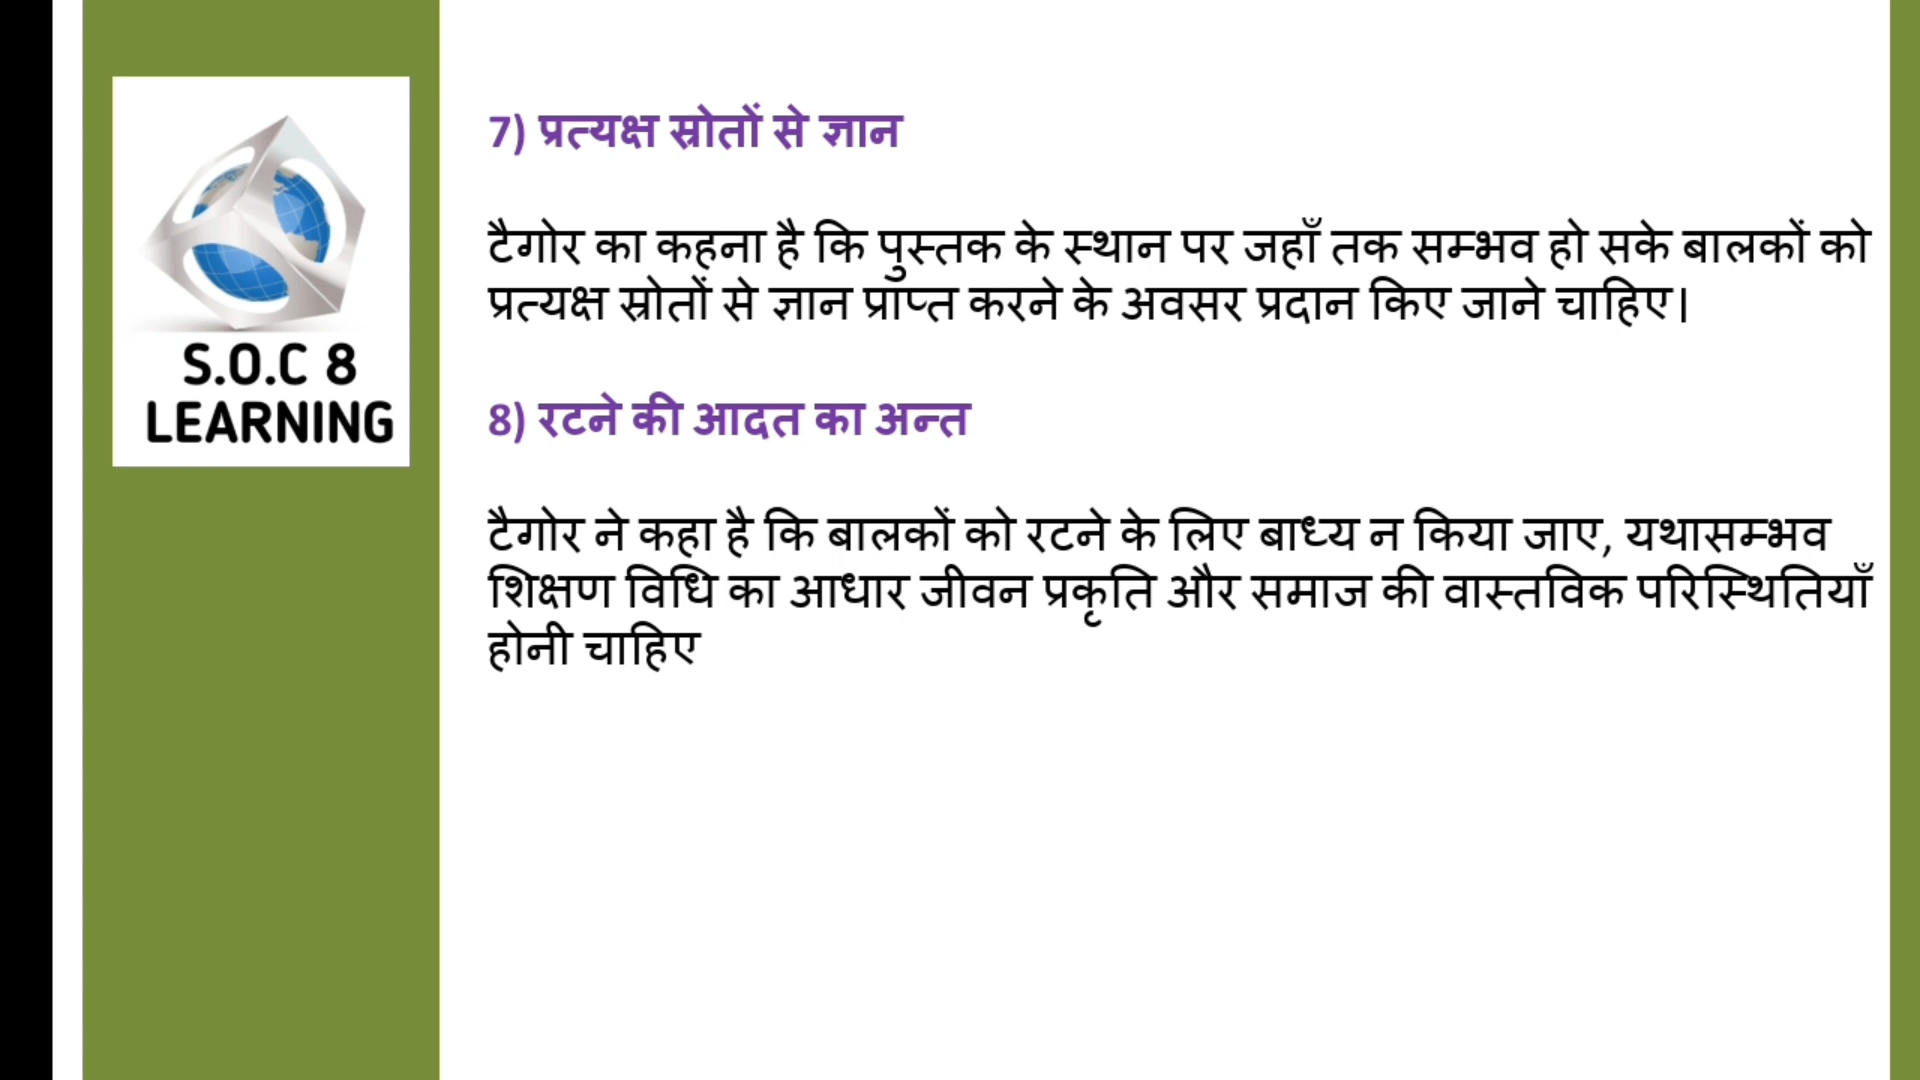 S.O.C 8
LEARNING
7) प्रत्यक्ष स्रोतों से ज्ञान
टैगोर का कहना है कि पुस्तक के स्थान पर जहाँ तक सम्भव हो सके बालकों को
प्रत्यक्ष स्रोतों से ज्ञान प्राप्त करने के अवसर प्रदान किए जाने चाहिए।
8) रटने की आदत का अन्त
टैगोर ने कहा है कि बालकों को रटने के लिए बाध्य न किया जाए, यथासम्भव
शिक्षण विधि का आधार जीवन प्रकृति और समाज की वास्तविक परिस्थितियाँ
होनी चाहिए